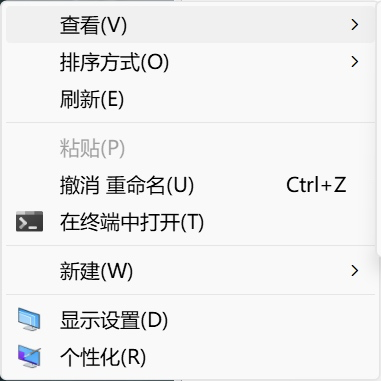 查看(V)
排序方式(O)
刷新(E)
粘贴(P)
撤消 重命名(U) Ctrl+Z
在终端中打开(T)
新建(W)
显示设置(D)
个性化(R)